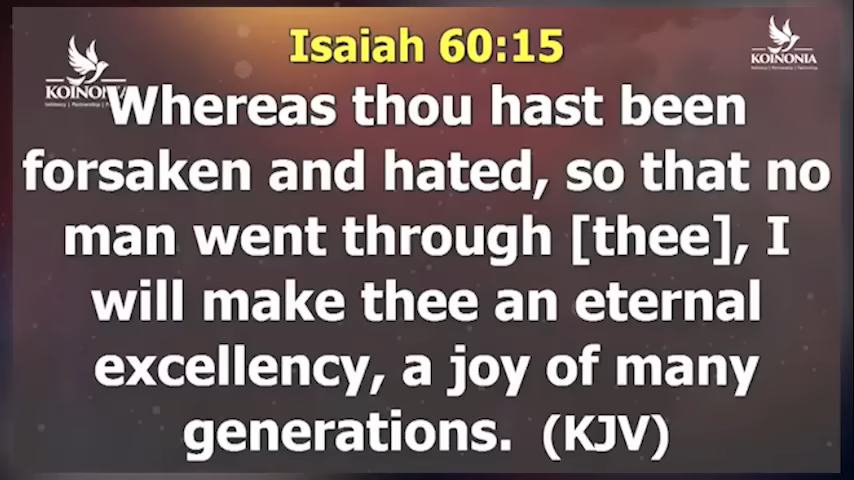 Isaiah 60:15
KOINONIA
KOINONIA
Whereas thou hast been
forsaken and hated, so that no
man went through [thee], I
will make thee an eternal
excellency, a joy of many
generations. (KJV)